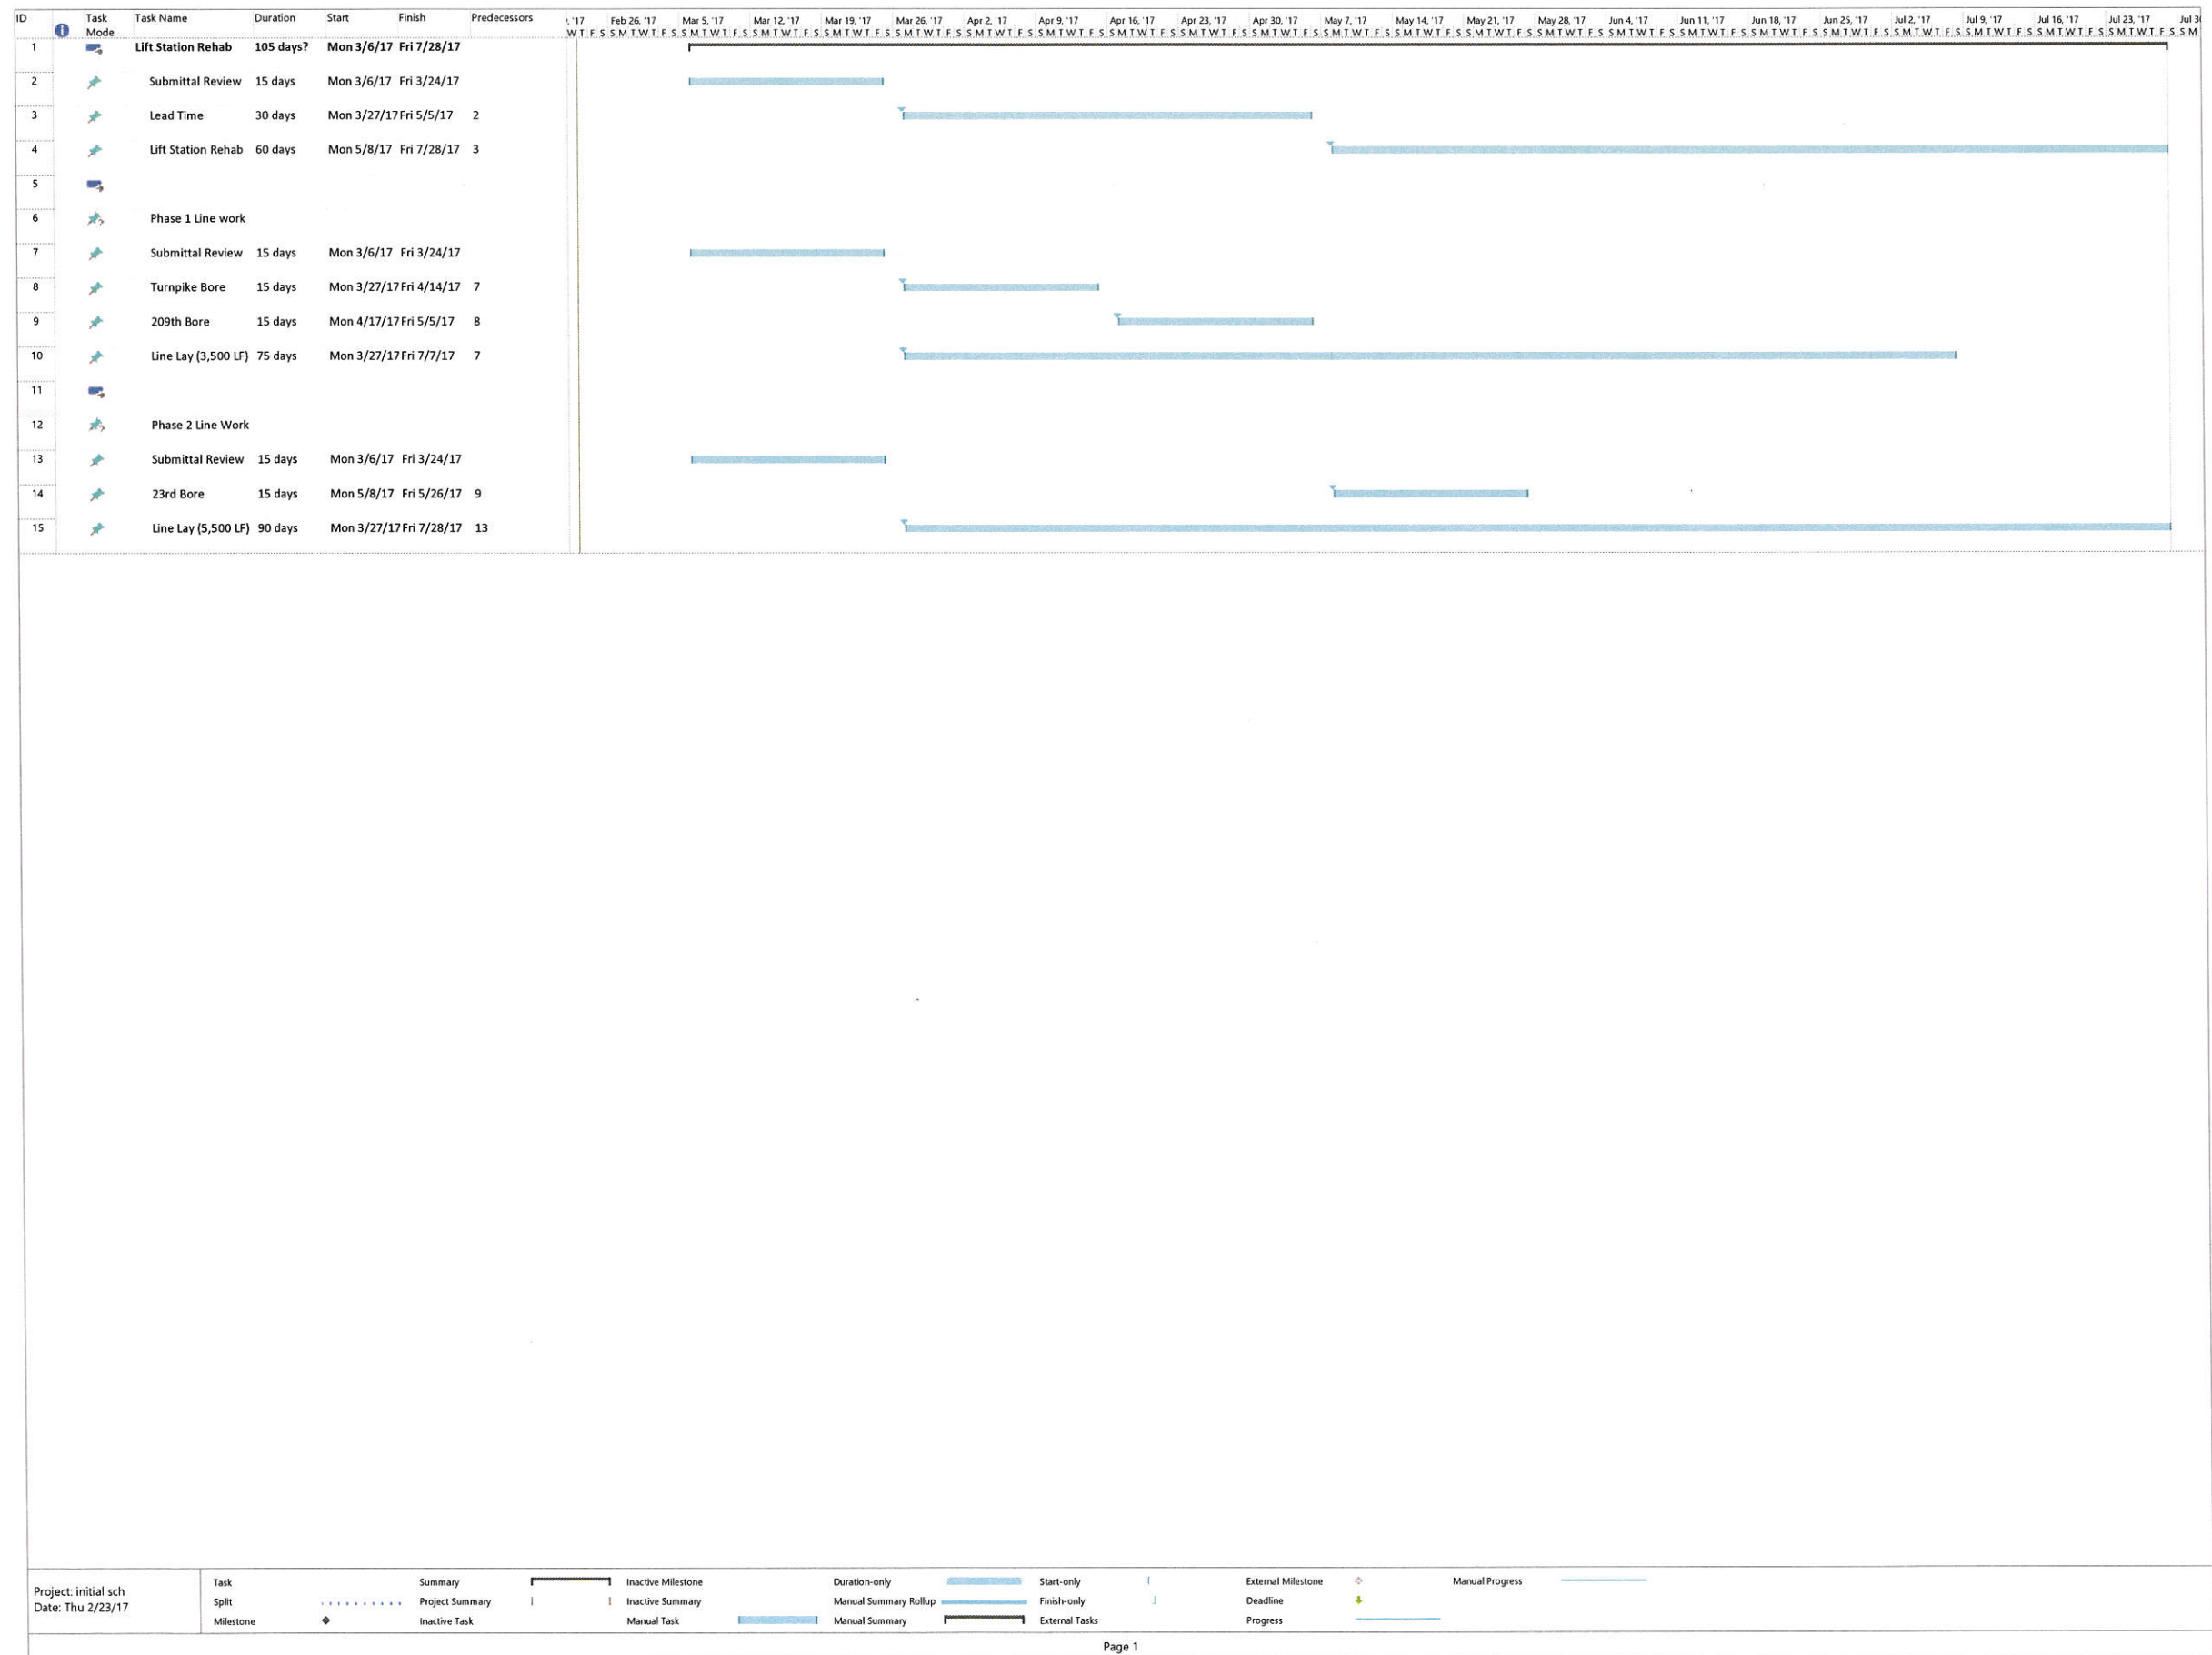 ID Task Mode Task Name Duration Start Finish Predecessors , '17 Feb 26, '17 Mar 5, '17 Mar 12, '17 Mar 19, '17 Mar 26, '17 Apr 2, '17 Apr 9, '17 Apr 16, '17 Apr 23, '17 Apr 30, '17 May 7, '17 May 14, '17 May 21, '17 May 28, '17 Jun 4, '17 Jun 11, '17 Jun 18, '17 Jun 25, '17 Jul 2, '17 Jul 9, '17 Jul 16, '17 Jul 23, '17 Jul 3
W T F S S M T W T F S S M T W T F S S M T W T F S S M T W T F S S M T W T F S S M T W T F S S M T W T F S S M T W T F S S M T W T F S S M T W T F S S M T W T F S S M T W T F S S M T W T F S S M T W T F S S M T W T F S S M T W T F S S M T W T F S S M T W T F S S M T W T F S S M T W T F S S M T W T F S S M T W T F S S M T W T F S S M
1 Lift Station Rehab 105 days? Mon 3/6/17 Fri 7/28/17
2 Submittal Review 15 days Mon 3/6/17 Fri 3/24/17
3 Lead Time 30 days Mon 3/27/17 Fri 5/5/17 2
4 Lift Station Rehab 60 days Mon 5/8/17 Fri 7/28/17 3
5
6 Phase 1 Line work
7 Submittal Review 15 days Mon 3/6/17 Fri 3/24/17
8 Turnpike Bore 15 days Mon 3/27/17 Fri 4/14/17 7
9 209th Bore 15 days Mon 4/17/17 Fri 5/5/17 8
10 Line Lay (3,500 LF) 75 days Mon 3/27/17 Fri 7/7/17 7
11
12 Phase 2 Line Work
13 Submittal Review 15 days Mon 3/6/17 Fri 3/24/17
14 23rd Bore 15 days Mon 5/8/17 Fri 5/26/17 9
15 Line Lay (5,500 LF) 90 days Mon 3/27/17 Fri 7/28/17 13
Project: initial sch
Date: Thu 2/23/17
Task Summary Inactive Milestone Duration-only Start-only External Milestone Manual Progress
Split Project Summary Inactive Summary Manual Summary Rollup Finish-only Deadline
Milestone Inactive Task Manual Task Manual Summary External Tasks Progress
Page 1